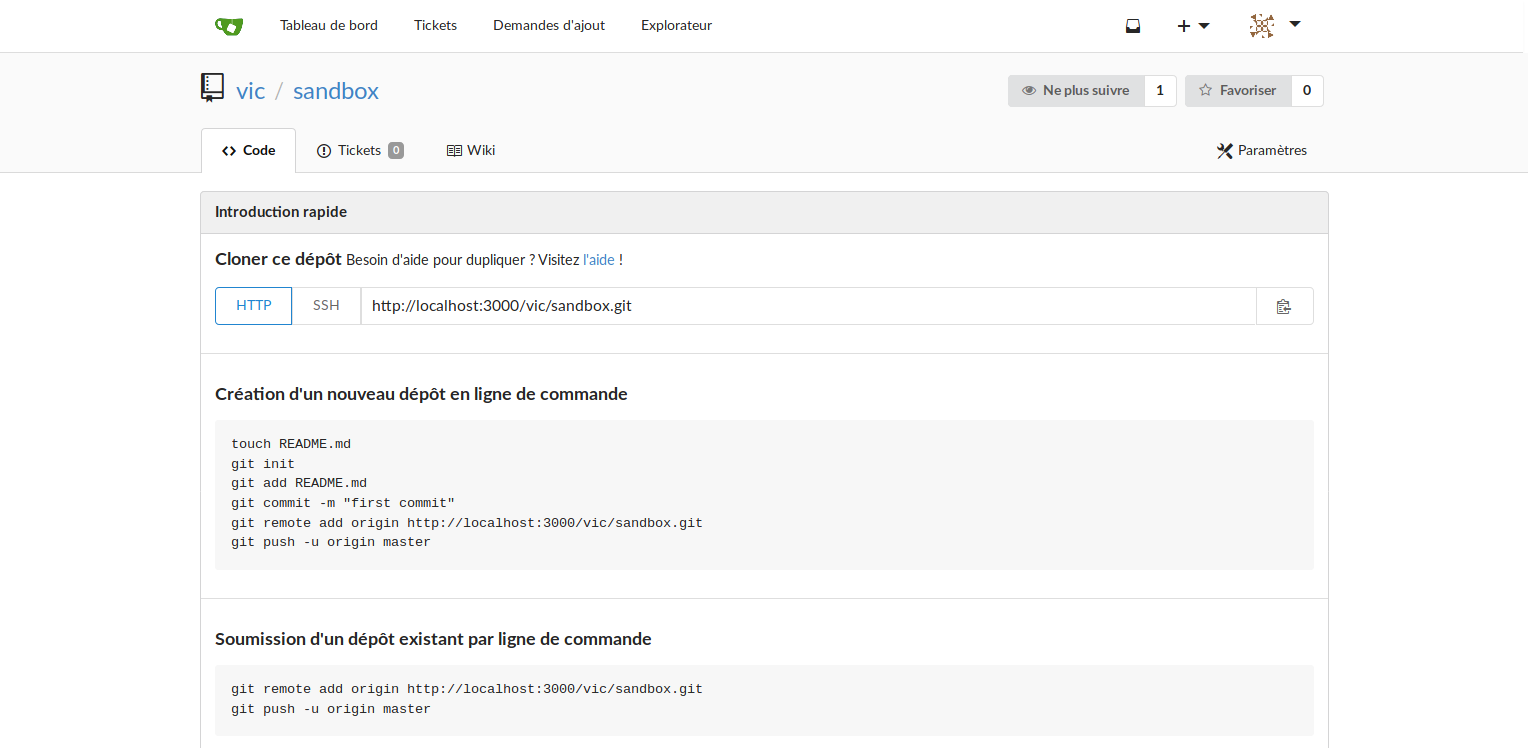 Tableau de bord Tickets Demandes d'ajout Explorateur
vic / sandbox
Ne plus suivre 1 Favoriser 0
Code Tickets 0 Wiki Paramètres
Introduction rapide
Cloner ce dépôt Besoin d'aide pour dupliquer ? Visitez l'aide !
HTTP SSH http://localhost:3000/vic/sandbox.git
Création d'un nouveau dépôt en ligne de commande
touch README.md
git init
git add README.md
git commit -m "first commit"
git remote add origin http://localhost:3000/vic/sandbox.git
git push -u origin master
Soumission d'un dépôt existant par ligne de commande
git remote add origin http://localhost:3000/vic/sandbox.git
git push -u origin master